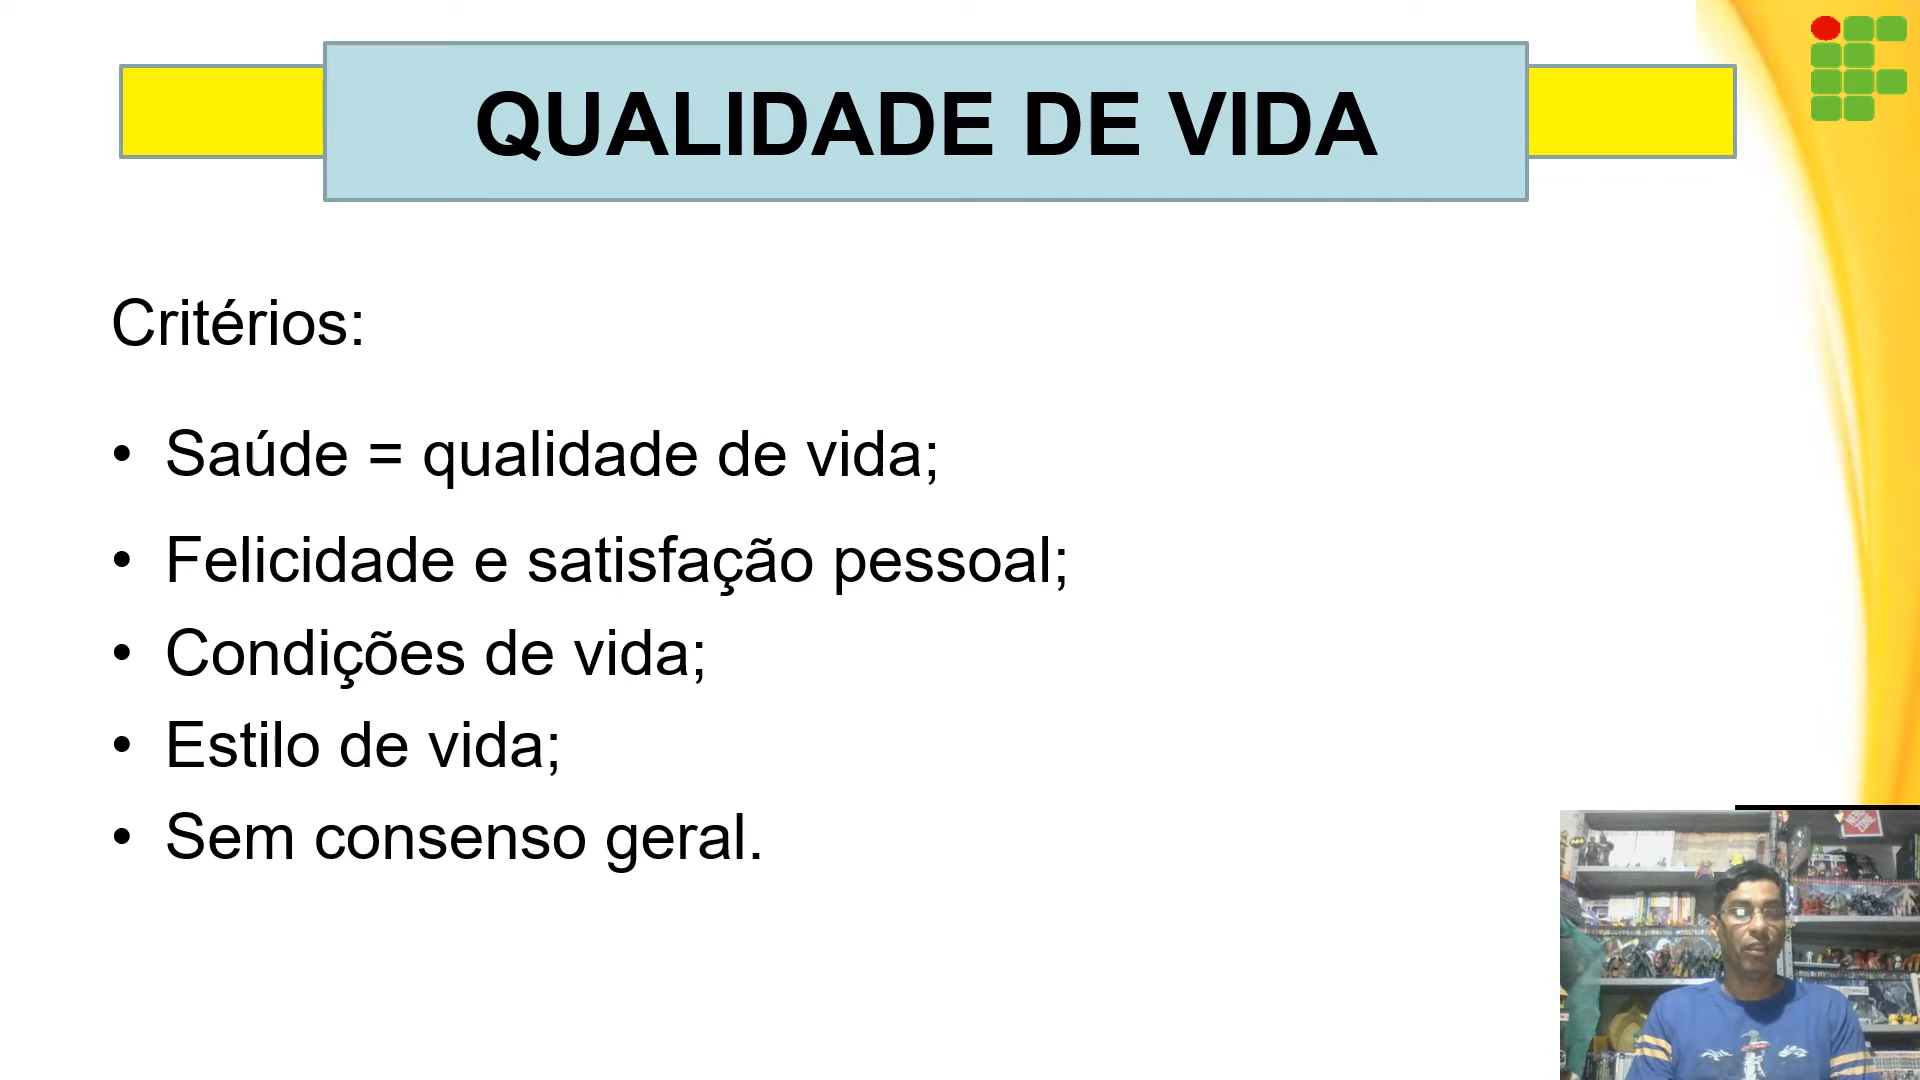 QUALIDADE DE VIDA
Critérios:
• Saúde = qualidade de vida;
• Felicidade e satisfação pessoal;
• Condições de vida;
• Estilo de vida;
• Sem consenso geral.